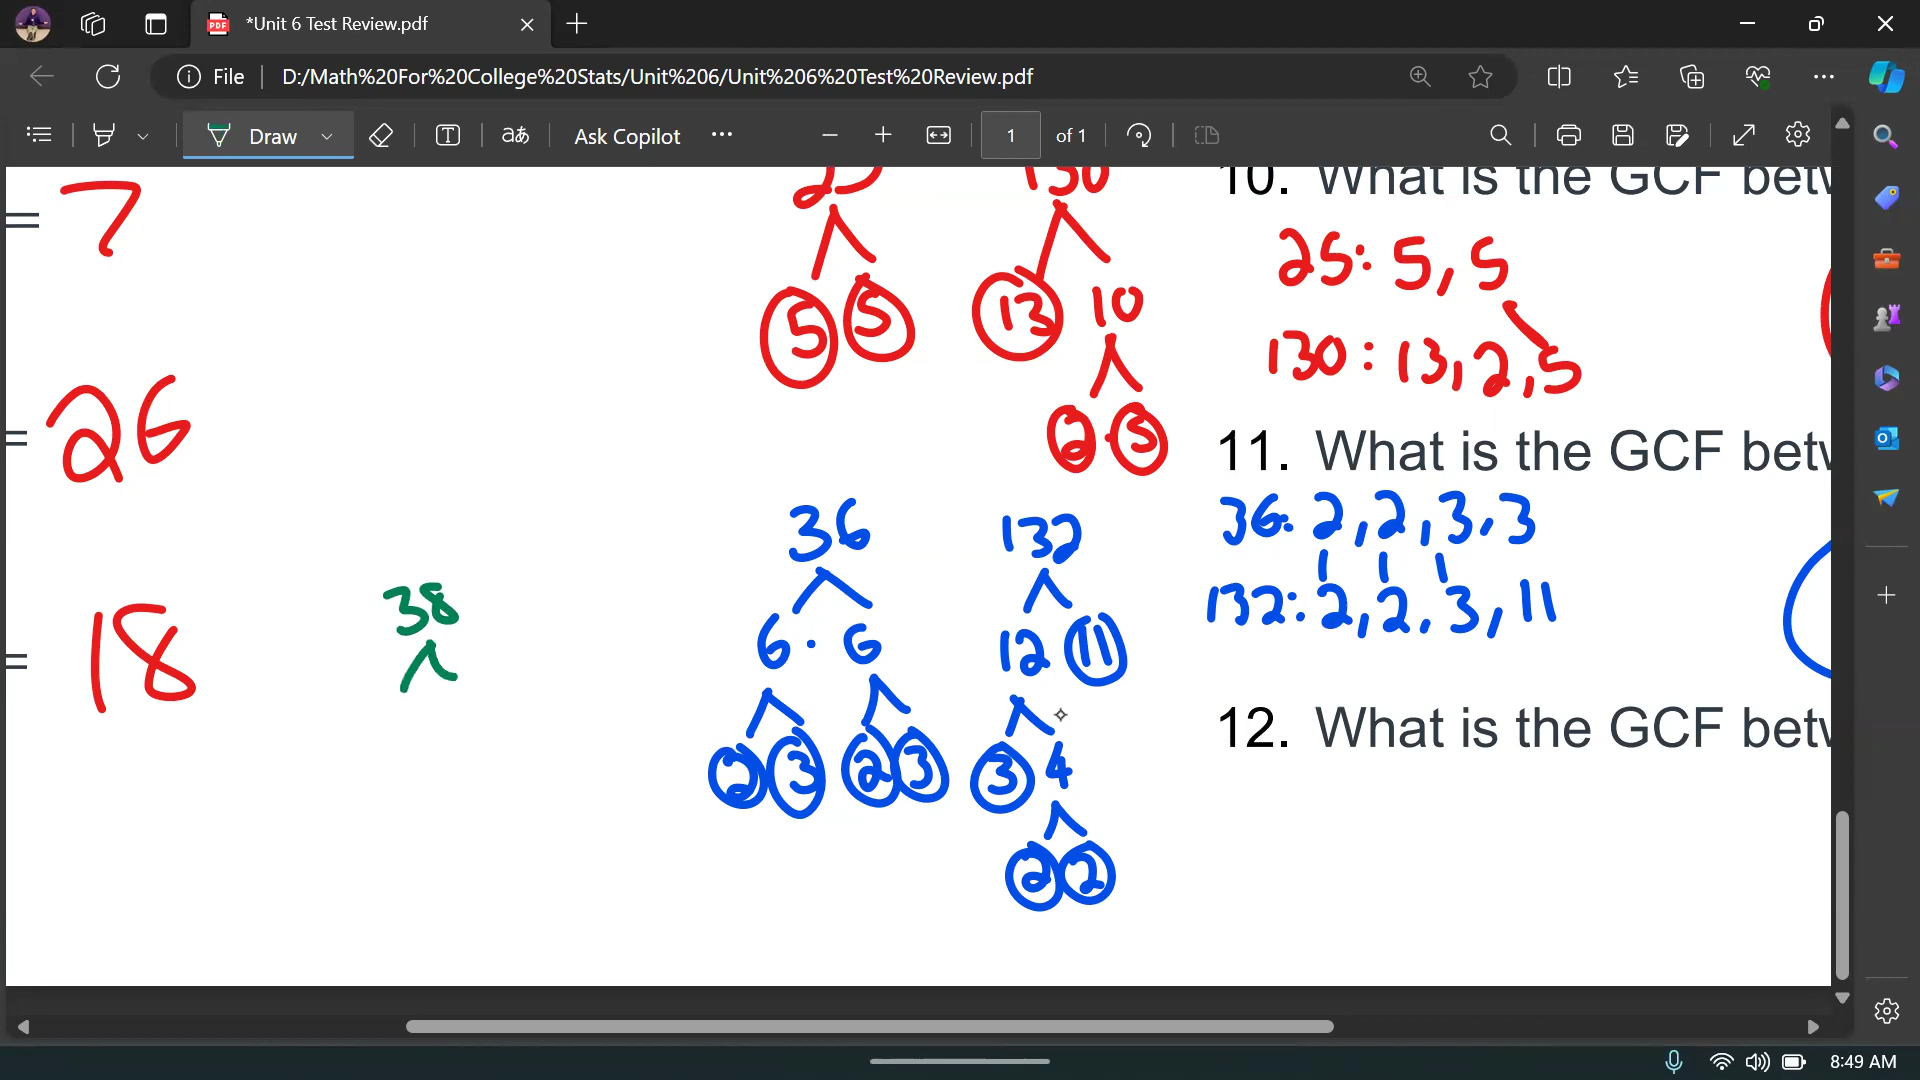 *Unit 6 Test Review.pdf
File D:/Math%20For%20College%20Stats/Unit%206/Unit%206%20Test%20Review.pdf
Draw aあ Ask Copilot 1 of 1
= 7
130
10. What is the GCF betw
5 5 13 10
25: 5, 5
130: 13, 2, 5
2 · 5
= 26
11. What is the GCF betw
36 132
36: 2, 2, 3, 3
132: 2, 2, 3, 11
= 18
38
6 · 6 12 11
12. What is the GCF betw
2 3 2 3 3 4
2 2
8:49 AM